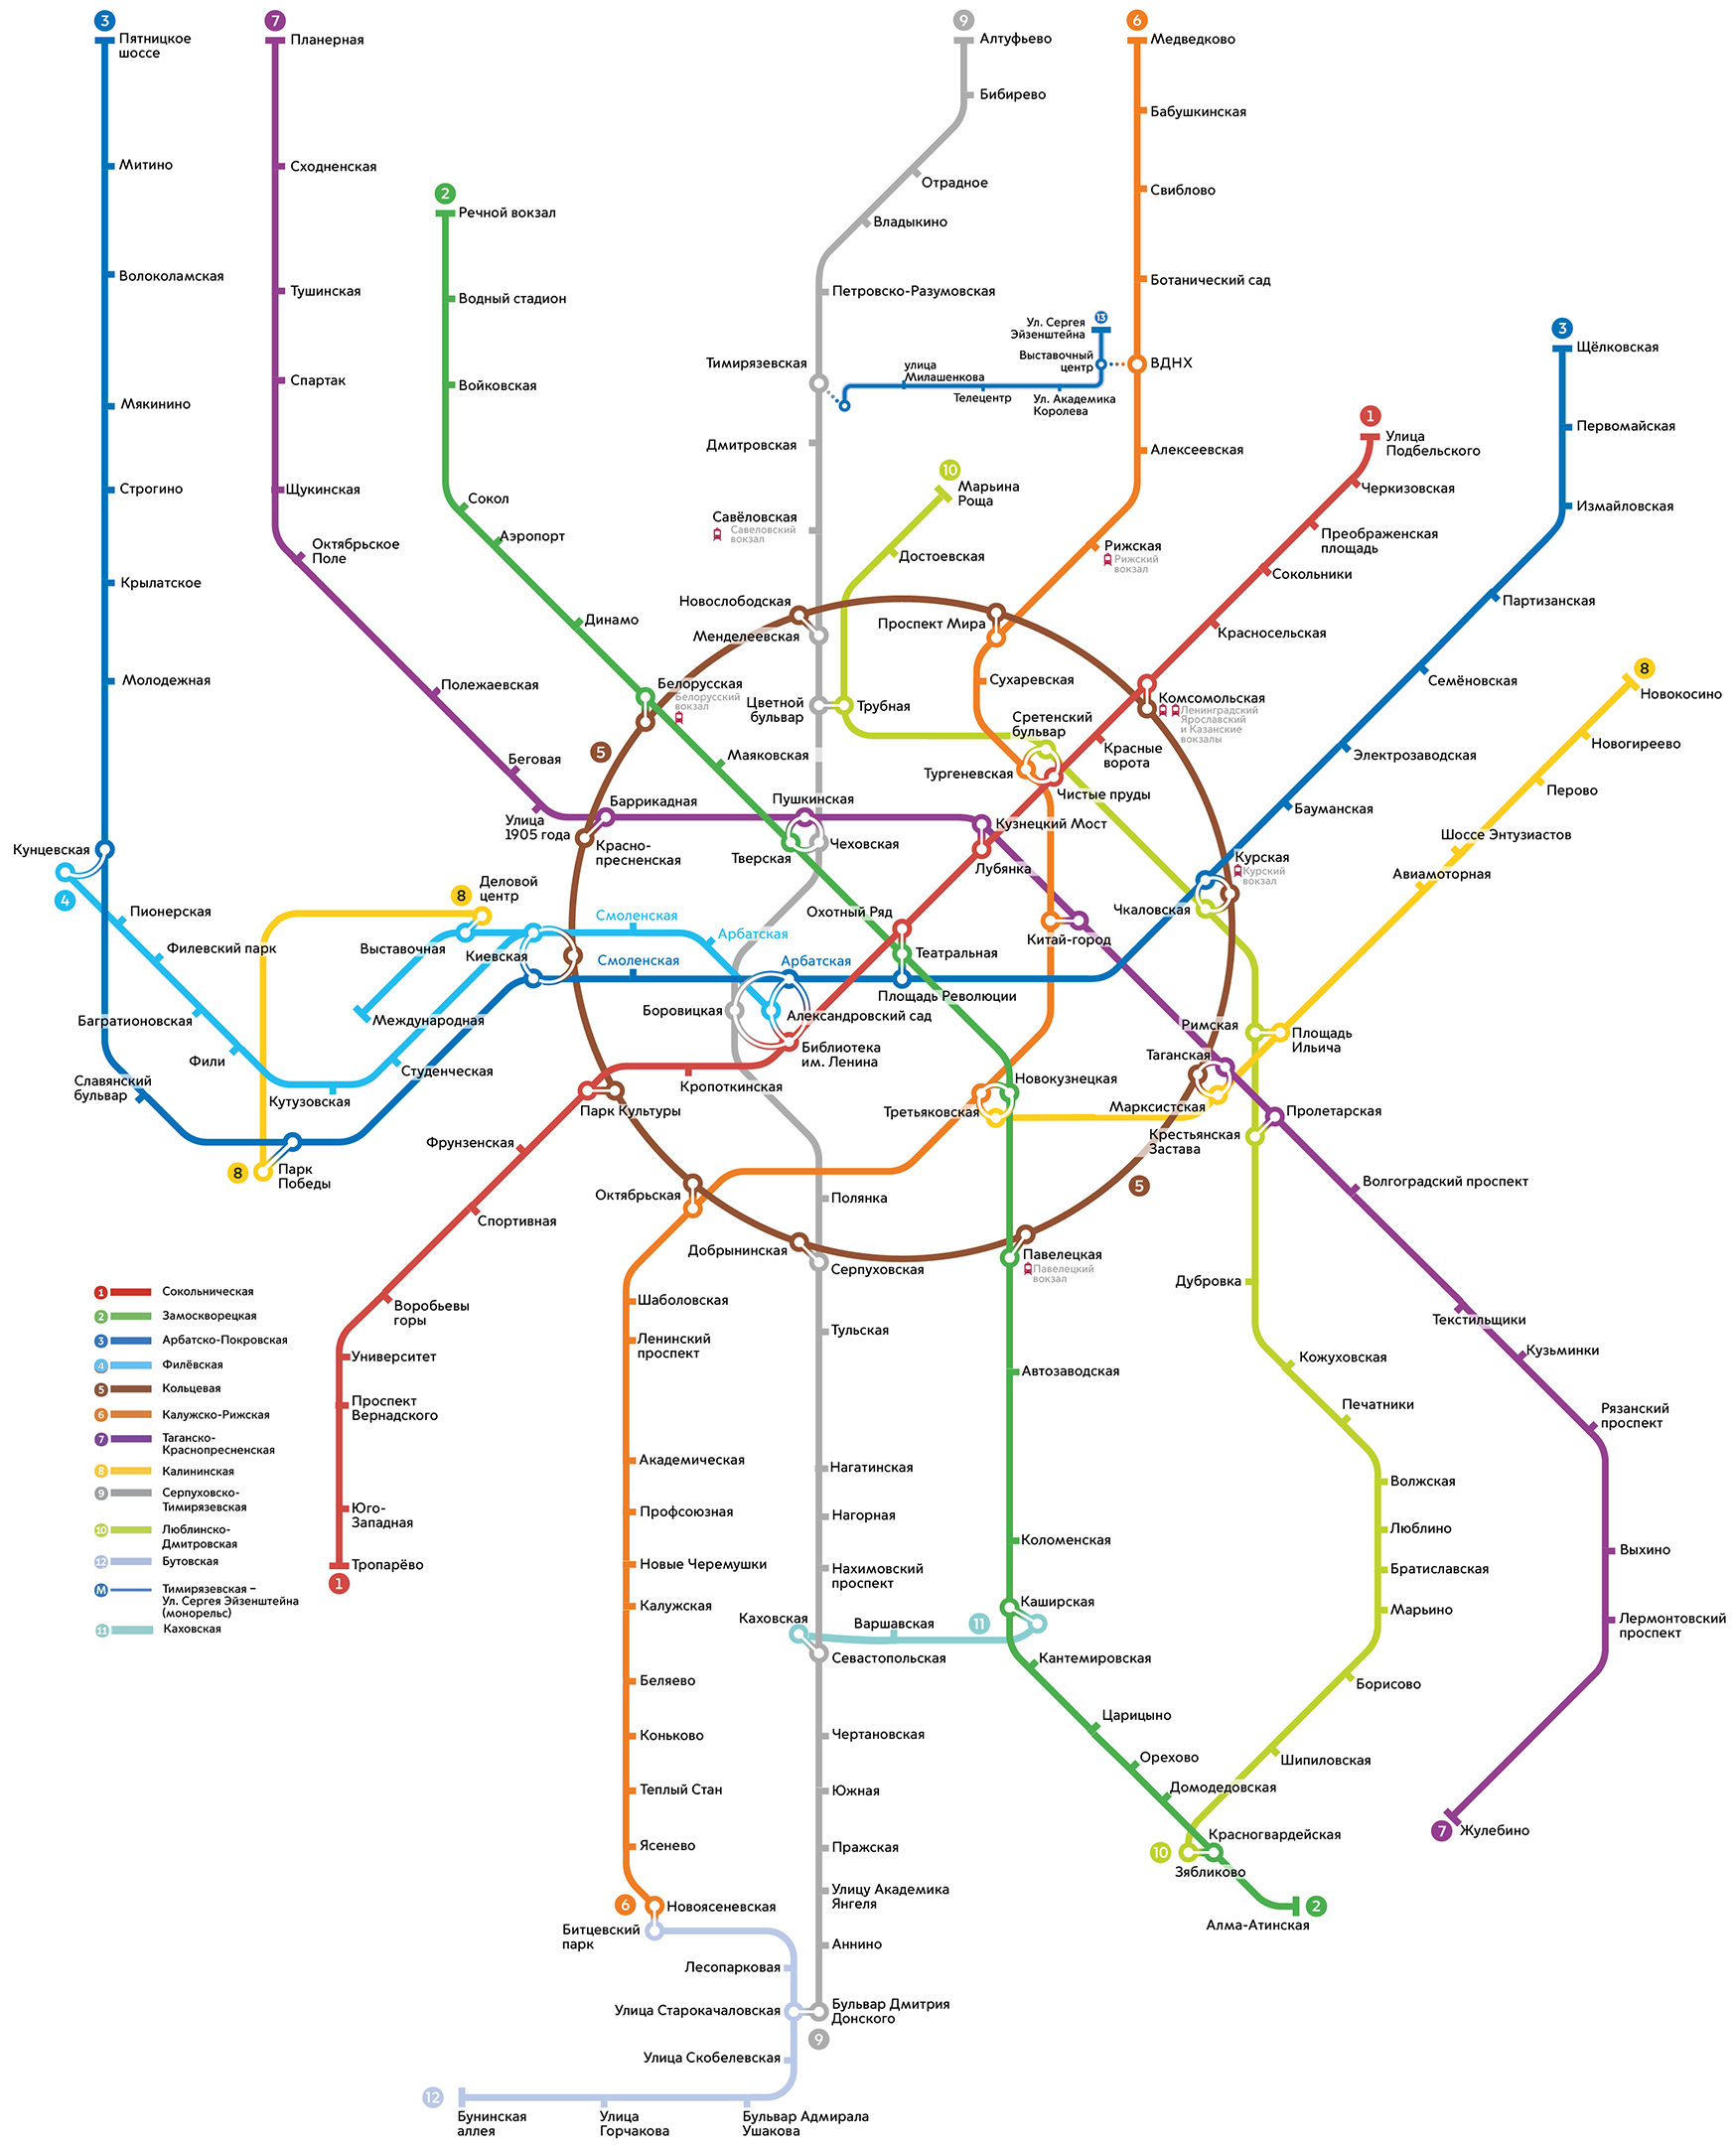 3
Пятницкое
шоссе
Митино
Волоколамская
Мякинино
Строгино
Крылатское
Молодежная
Кунцевская
4
Пионерская
Филевский парк
Багратионовская
Фили
Кутузовская
Студенческая
Славянский
бульвар
8
Парк
Победы
7
Планерная
Сходненская
Тушинская
Спартак
Щукинская
Октябрьское
Поле
Полежаевская
Беговая
Улица
1905 года
Баррикадная
2
Речной вокзал
Водный стадион
Войковская
Сокол
Аэропорт
Динамо
Белорусская
Белорусский
вокзал
Маяковская
Тверская
9
Алтуфьево
Бибирево
Отрадное
Владыкино
Петровско-Разумовская
Тимирязевская
Дмитровская
Савёловская
Савеловский
вокзал
Новослободская
Менделеевская
Цветной
бульвар
Трубная
Пушкинская
Чеховская
13
Ул. Сергея
Эйзенштейна
Выставочный
центр
улица
Милашенкова
Телецентр
Ул. Академика
Королева
6
Медведково
Бабушкинская
Свиблово
Ботанический сад
ВДНХ
Алексеевская
Рижская
Рижский
вокзал
Проспект Мира
Сухаревская
Сретенский
бульвар
Тургеневская
10
Марьина
Роща
Достоевская
1
Улица
Подбельского
Черкизовская
Преображенская
площадь
Сокольники
Красносельская
Комсомольская
Ленинградский
Ярославский
и Казанские
вокзалы
Красные
ворота
Чистые пруды
Кузнецкий Мост
Лубянка
3
Щёлковская
Первомайская
Измайловская
Партизанская
Семёновская
Электрозаводская
Бауманская
Курская
Курский
вокзал
Чкаловская
8
Новокосино
Новогиреево
Перово
Шоссе Энтузиастов
Авиамоторная
5
Красно-
пресненская
8
Деловой
центр
Выставочная
Международная
Киевская
Смоленская
Арбатская
Смоленская
Арбатская
Охотный Ряд
Театральная
Площадь Революции
Китай-город
Боровицкая
Александровский сад
Библиотека
им. Ленина
Кропоткинская
Парк Культуры
Фрунзенская
Спортивная
Воробьевы
горы
Университет
Проспект
Вернадского
Юго-
Западная
Тропарёво
1
Римская
Площадь
Ильича
Таганская
Марксистская
Новокузнецкая
Третьяковская
Пролетарская
Крестьянская
Застава
5
Волгоградский проспект
Текстильщики
Кузьминки
Рязанский
проспект
Выхино
Лермонтовский
проспект
7
Жулебино
Октябрьская
Добрынинская
Полянка
Серпуховская
Павелецкая
Павелецкий
вокзал
Шаболовская
Ленинский
проспект
Академическая
Профсоюзная
Новые Черемушки
Калужская
Беляево
Коньково
Теплый Стан
Ясенево
6
Новоясеневская
Тульская
Нагатинская
Нагорная
Нахимовский
проспект
Каховская
Варшавская
11
Севастопольская
Чертановская
Южная
Пражская
Улицу Академика
Янгеля
Аннино
Бульвар Дмитрия
Донского
9
Автозаводская
Коломенская
Каширская
Кантемировская
Царицыно
Орехово
Домодедовская
Красногвардейская
Алма-Атинская
2
Дубровка
Кожуховская
Печатники
Волжская
Люблино
Братиславская
Марьино
Борисово
Шипиловская
10
Зябликово
Битцевский
парк
Лесопарковая
Улица Старокачаловская
Улица Скобелевская
12
Бунинская
аллея
Улица
Горчакова
Бульвар Адмирала
Ушакова
1 Сокольническая
2 Замоскворецкая
3 Арбатско-Покровская
4 Филёвская
5 Кольцевая
6 Калужско-Рижская
7 Таганско-
Краснопресненская
8 Калининская
9 Серпуховско-
Тимирязевская
10 Люблинско-
Дмитровская
12 Бутовская
М Тимирязевская –
Ул. Сергея Эйзенштейна
(монорельс)
11 Каховская